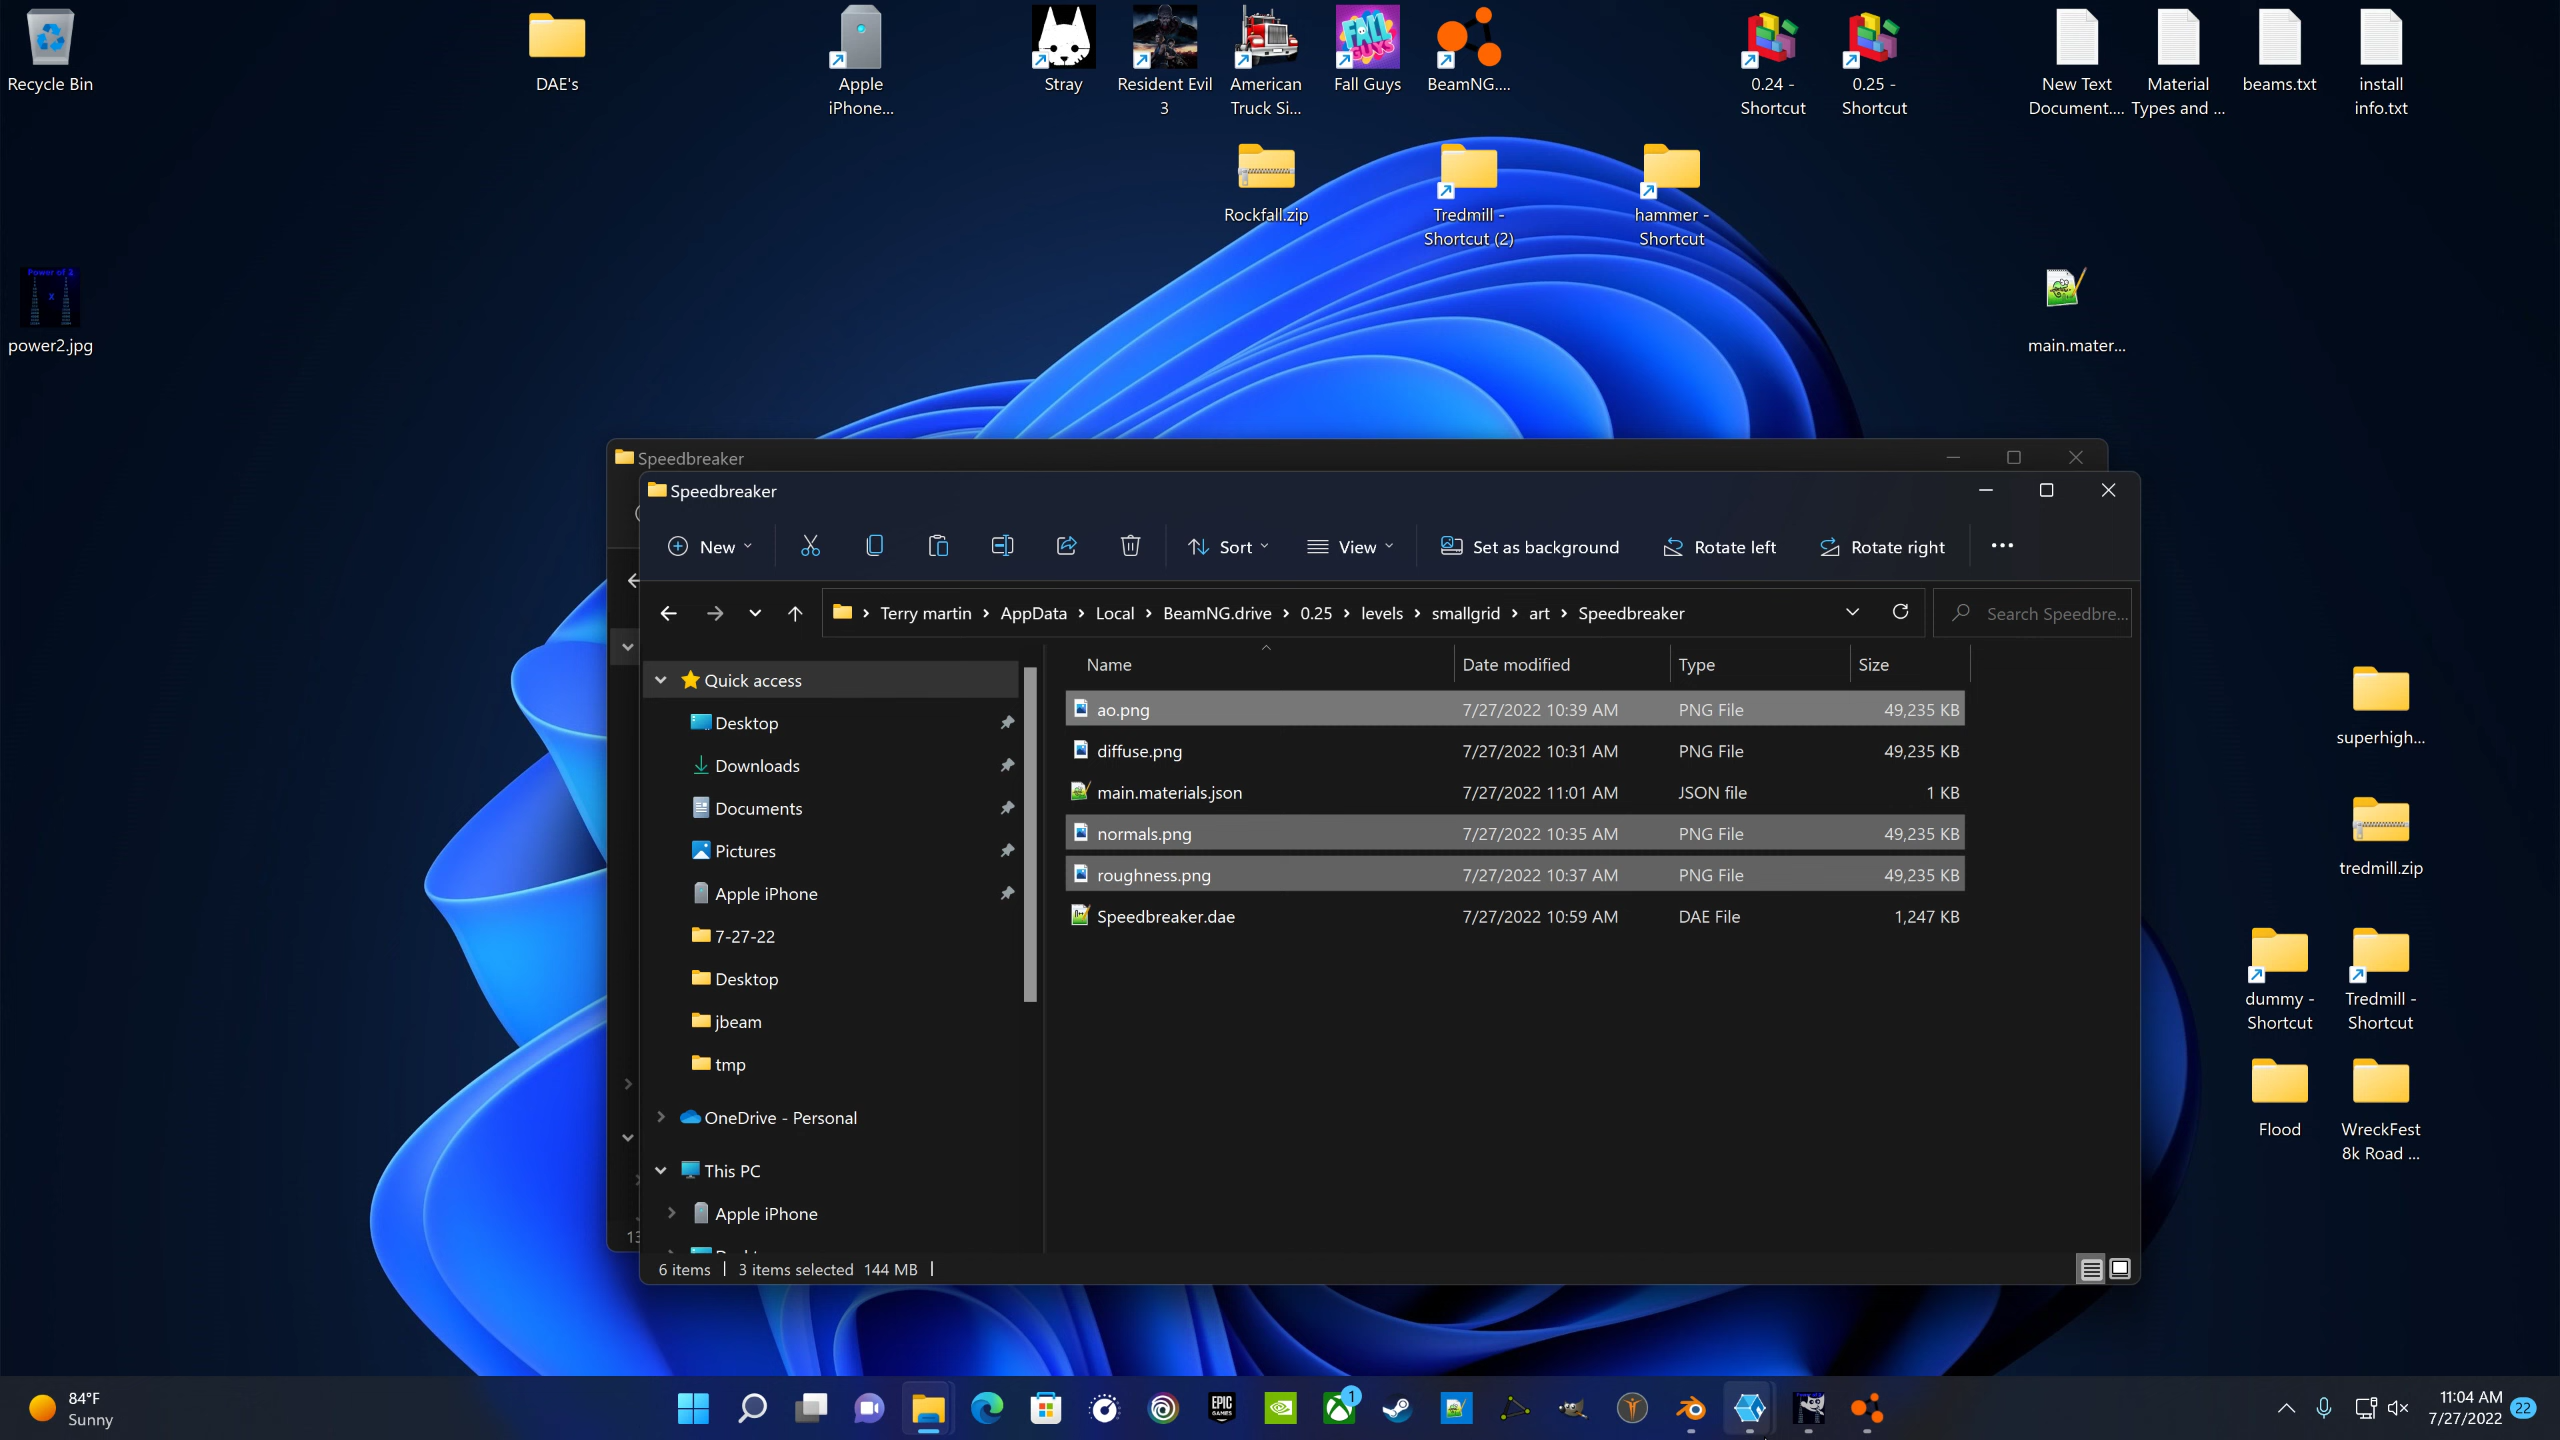 Recycle Bin
DAE's
Apple
iPhone...
Stray
Resident Evil
3
American
Truck Si...
Fall Guys
BeamNG....
0.24 -
Shortcut
0.25 -
Shortcut
New Text
Document....
Material
Types and ...
beams.txt
install
info.txt
Rockfall.zip
Tredmill -
Shortcut (2)
hammer -
Shortcut
Power of 2
X
power2.jpg
main.mater...
Speedbreaker
Speedbreaker
New
Sort
View
Set as background
Rotate left
Rotate right
Terry martin
AppData
Local
BeamNG.drive
0.25
levels
smallgrid
art
Speedbreaker
Search Speedbre...
Name
Date modified
Type
Size
Quick access
Desktop
Downloads
Documents
Pictures
Apple iPhone
7-27-22
Desktop
jbeam
tmp
OneDrive - Personal
This PC
Apple iPhone
ao.png 7/27/2022 10:39 AM PNG File 49,235 KB
diffuse.png 7/27/2022 10:31 AM PNG File 49,235 KB
main.materials.json 7/27/2022 11:01 AM JSON file 1 KB
normals.png 7/27/2022 10:35 AM PNG File 49,235 KB
roughness.png 7/27/2022 10:37 AM PNG File 49,235 KB
Speedbreaker.dae 7/27/2022 10:59 AM DAE File 1,247 KB
13
6 items
3 items selected 144 MB
superhigh...
tredmill.zip
dummy -
Shortcut
Tredmill -
Shortcut
Flood
WreckFest
8k Road ...
84°F
Sunny
EPIC
GAMES
1
11:04 AM
7/27/2022
22